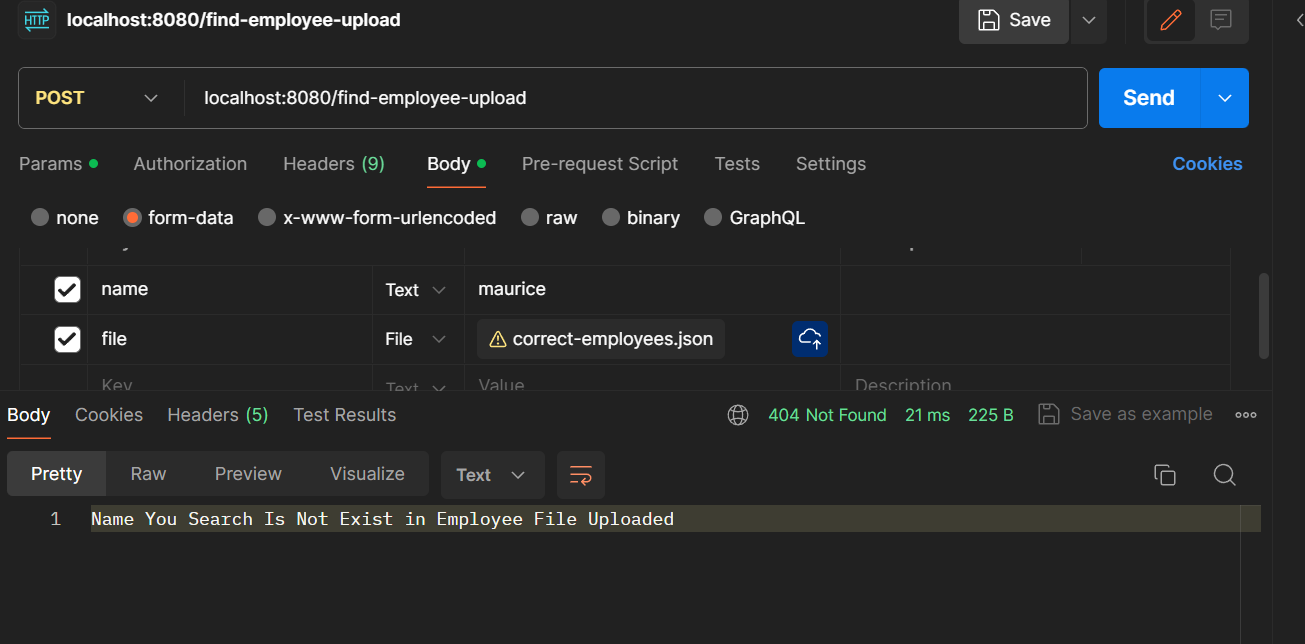 HTTP localhost:8080/find-employee-upload Save
POST localhost:8080/find-employee-upload Send
Params Authorization Headers (9) Body Pre-request Script Tests Settings Cookies
none form-data x-www-form-urlencoded raw binary GraphQL
name Text maurice
file File correct-employees.json
Key Text Value Description
Body Cookies Headers (5) Test Results 404 Not Found 21 ms 225 B Save as example
Pretty Raw Preview Visualize Text
1 Name You Search Is Not Exist in Employee File Uploaded